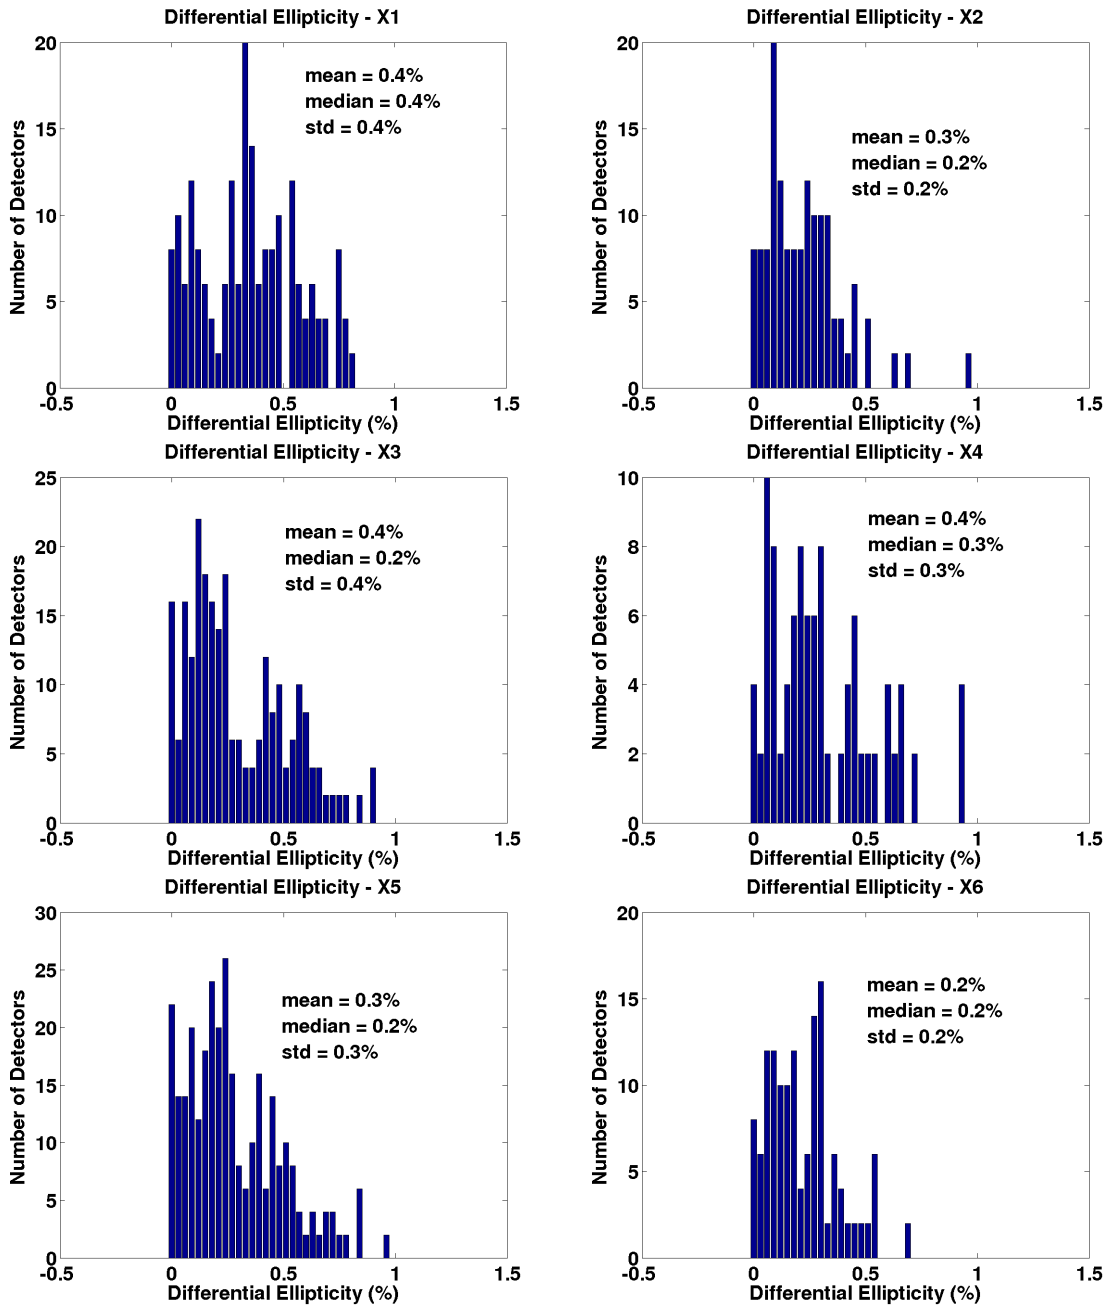 Differential Ellipticity - X1
20
15
10
5
0
-0.5 0 0.5 1 1.5
Number of Detectors
Differential Ellipticity (%)
mean = 0.4%
median = 0.4%
std = 0.4%
Differential Ellipticity - X2
20
15
10
5
0
-0.5 0 0.5 1 1.5
Number of Detectors
Differential Ellipticity (%)
mean = 0.3%
median = 0.2%
std = 0.2%
Differential Ellipticity - X3
25
20
15
10
5
0
-0.5 0 0.5 1 1.5
Number of Detectors
Differential Ellipticity (%)
mean = 0.4%
median = 0.2%
std = 0.4%
Differential Ellipticity - X4
10
8
6
4
2
0
-0.5 0 0.5 1 1.5
Number of Detectors
Differential Ellipticity (%)
mean = 0.4%
median = 0.3%
std = 0.3%
Differential Ellipticity - X5
30
25
20
15
10
5
0
-0.5 0 0.5 1 1.5
Number of Detectors
Differential Ellipticity (%)
mean = 0.3%
median = 0.2%
std = 0.3%
Differential Ellipticity - X6
20
15
10
5
0
-0.5 0 0.5 1 1.5
Number of Detectors
Differential Ellipticity (%)
mean = 0.2%
median = 0.2%
std = 0.2%